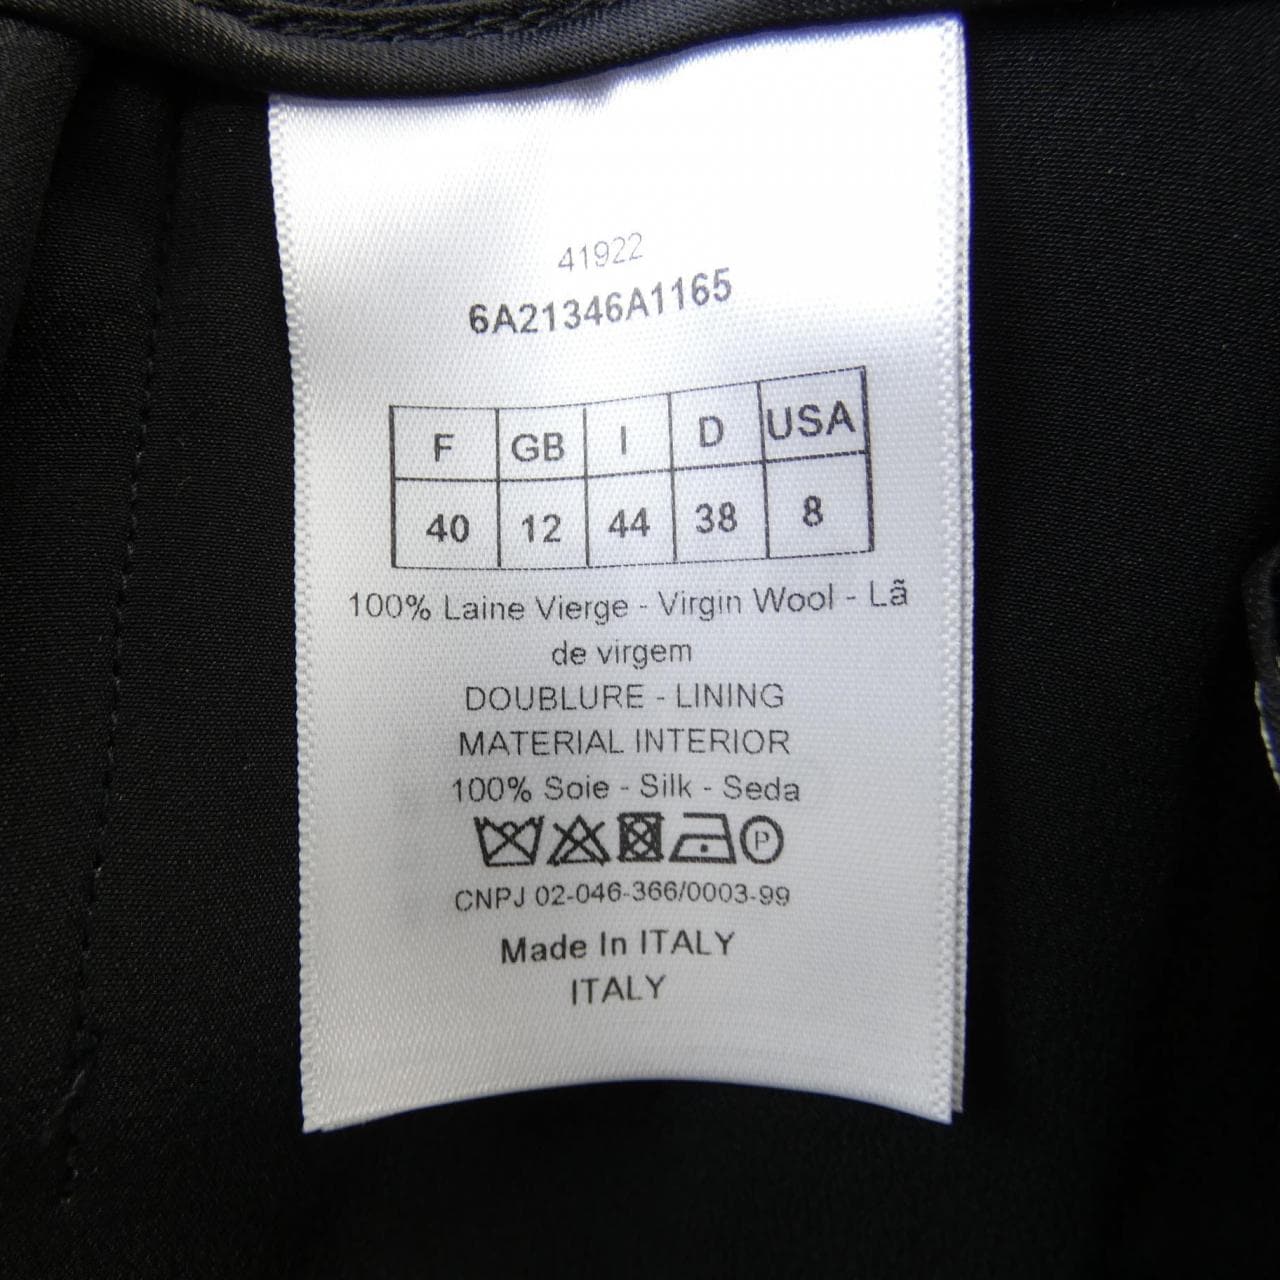 41922
6A21346A1165
F GB I D USA
40 12 44 38 8
100% Laine Vierge - Virgin Wool - Lã
de virgem
DOUBLURE - LINING
MATERIAL INTERIOR
100% Soie - Silk - Seda
P
CNPJ 02-046-366/0003-99
Made In ITALY
ITALY